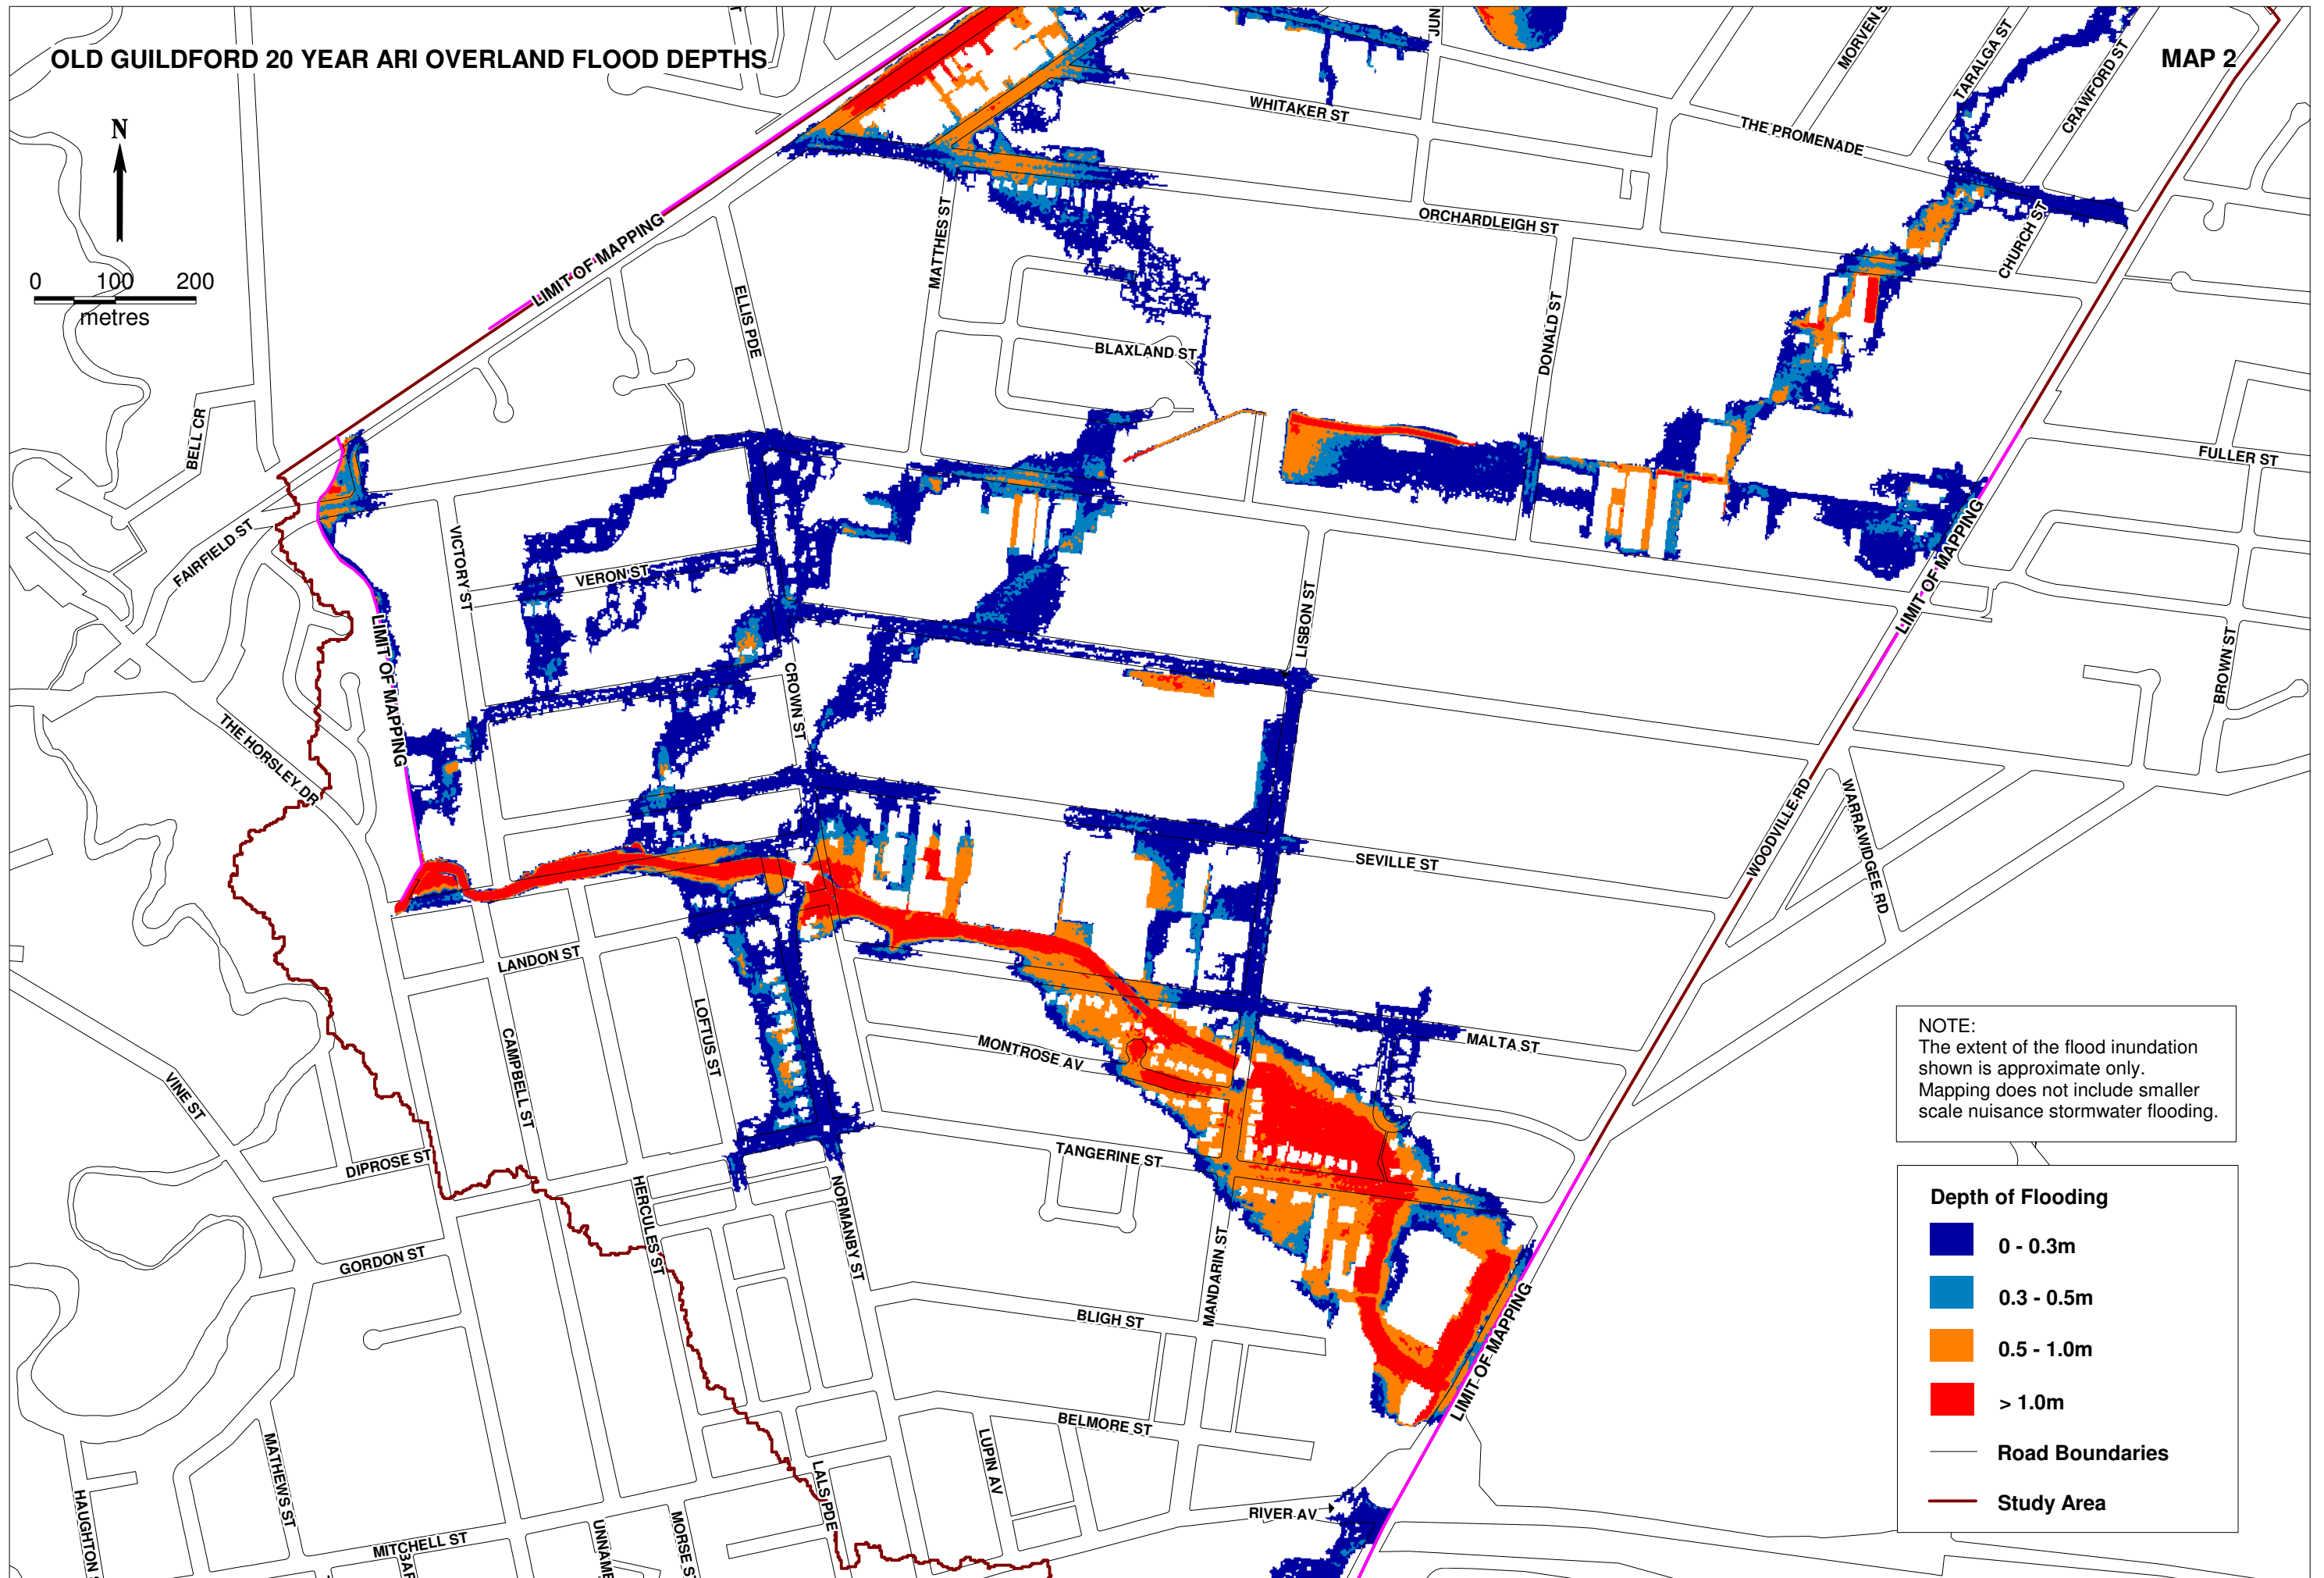 OLD GUILDFORD 20 YEAR ARI OVERLAND FLOOD DEPTHS
MAP 2
N
0 100 200
metres
JUN
MORVEN S
TARALGA ST
CRAWFORD ST
WHITAKER ST
THE PROMENADE
ORCHARDLEIGH ST
CHURCH ST
LIMIT OF MAPPING
MATTHES ST
ELLIS PDE
DONALD ST
BLAXLAND ST
BELL CR
FULLER ST
FAIRFIELD ST
VICTORY ST
VERON ST
LIMIT OF MAPPING
LISBON ST
LIMIT OF MAPPING
BROWN ST
CROWN ST
THE HORSLEY DR
WOODVILLE RD
WARRAWIDGEE RD
SEVILLE ST
LANDON ST
LOFTUS ST
CAMPBELL ST
MONTROSE AV
MALTA ST
VINE ST
DIPROSE ST
TANGERINE ST
HERCULES ST
NORMANBY ST
MANDARIN ST
GORDON ST
BLIGH ST
LIMIT OF MAPPING
BELMORE ST
LUPIN AV
LALS PDE
MATHEWS ST
HAUGHTON S
MITCHELL ST
BAR
UNNAME
MORSE S
RIVER AV
NOTE:
The extent of the flood inundation
shown is approximate only.
Mapping does not include smaller
scale nuisance stormwater flooding.
Depth of Flooding
0 - 0.3m
0.3 - 0.5m
0.5 - 1.0m
> 1.0m
Road Boundaries
Study Area